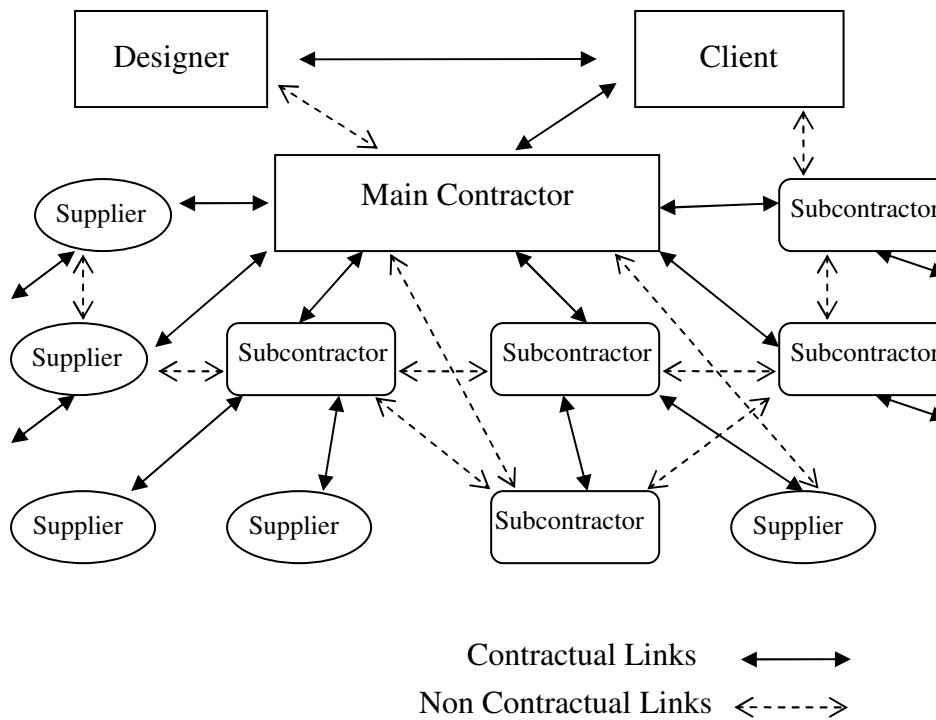 Designer
Client
Main Contractor
Supplier
Subcontractor
Supplier
Subcontractor
Subcontractor
Subcontractor
Supplier
Supplier
Subcontractor
Supplier
Contractual Links
Non Contractual Links